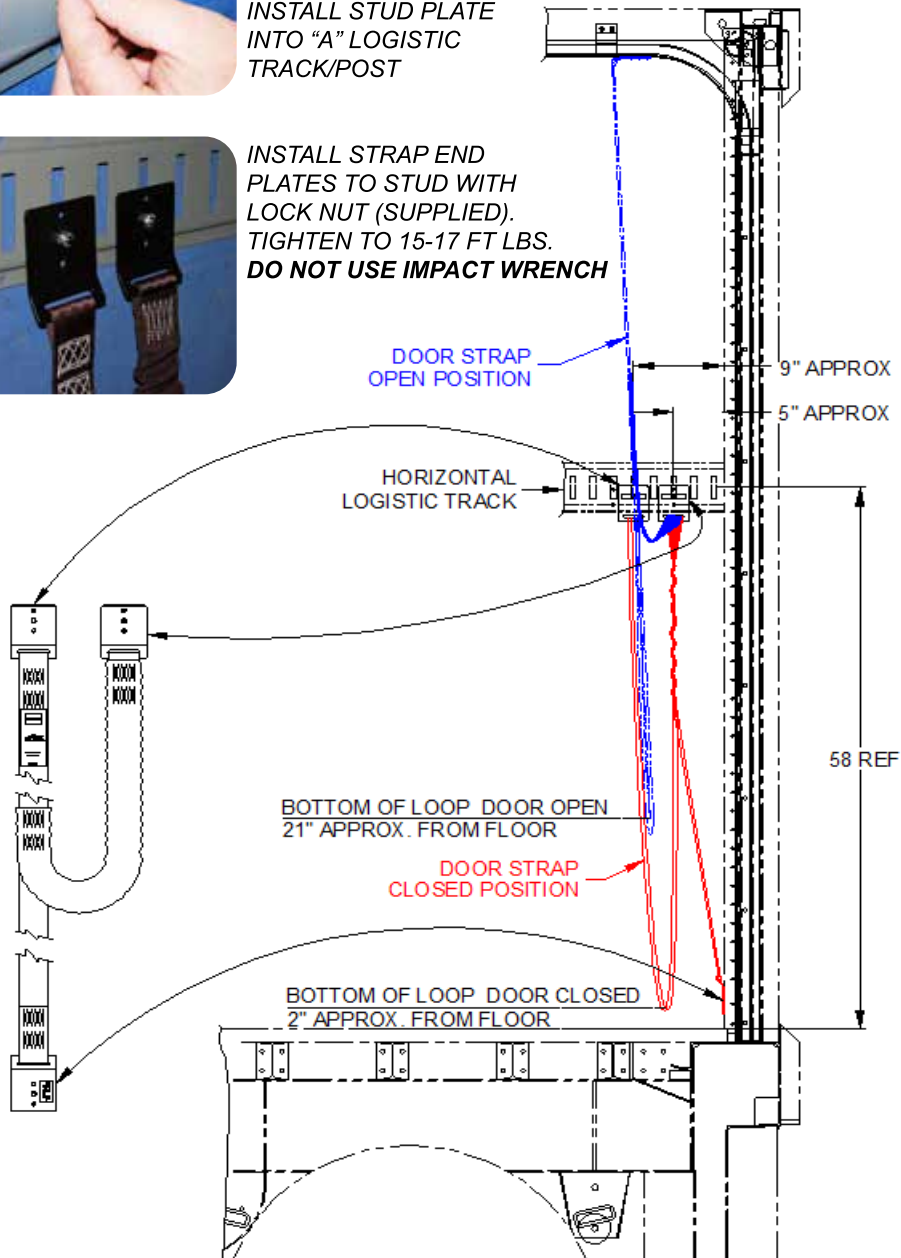 INSTALL STUD PLATE
INTO “A” LOGISTIC
TRACK/POST
INSTALL STRAP END
PLATES TO STUD WITH
LOCK NUT (SUPPLIED).
TIGHTEN TO 15-17 FT LBS.
DO NOT USE IMPACT WRENCH
DOOR STRAP
OPEN POSITION
9" APPROX
5" APPROX
HORIZONTAL
LOGISTIC TRACK
58 REF
BOTTOM OF LOOP DOOR OPEN
21" APPROX. FROM FLOOR
DOOR STRAP
CLOSED POSITION
BOTTOM OF LOOP DOOR CLOSED
2" APPROX. FROM FLOOR